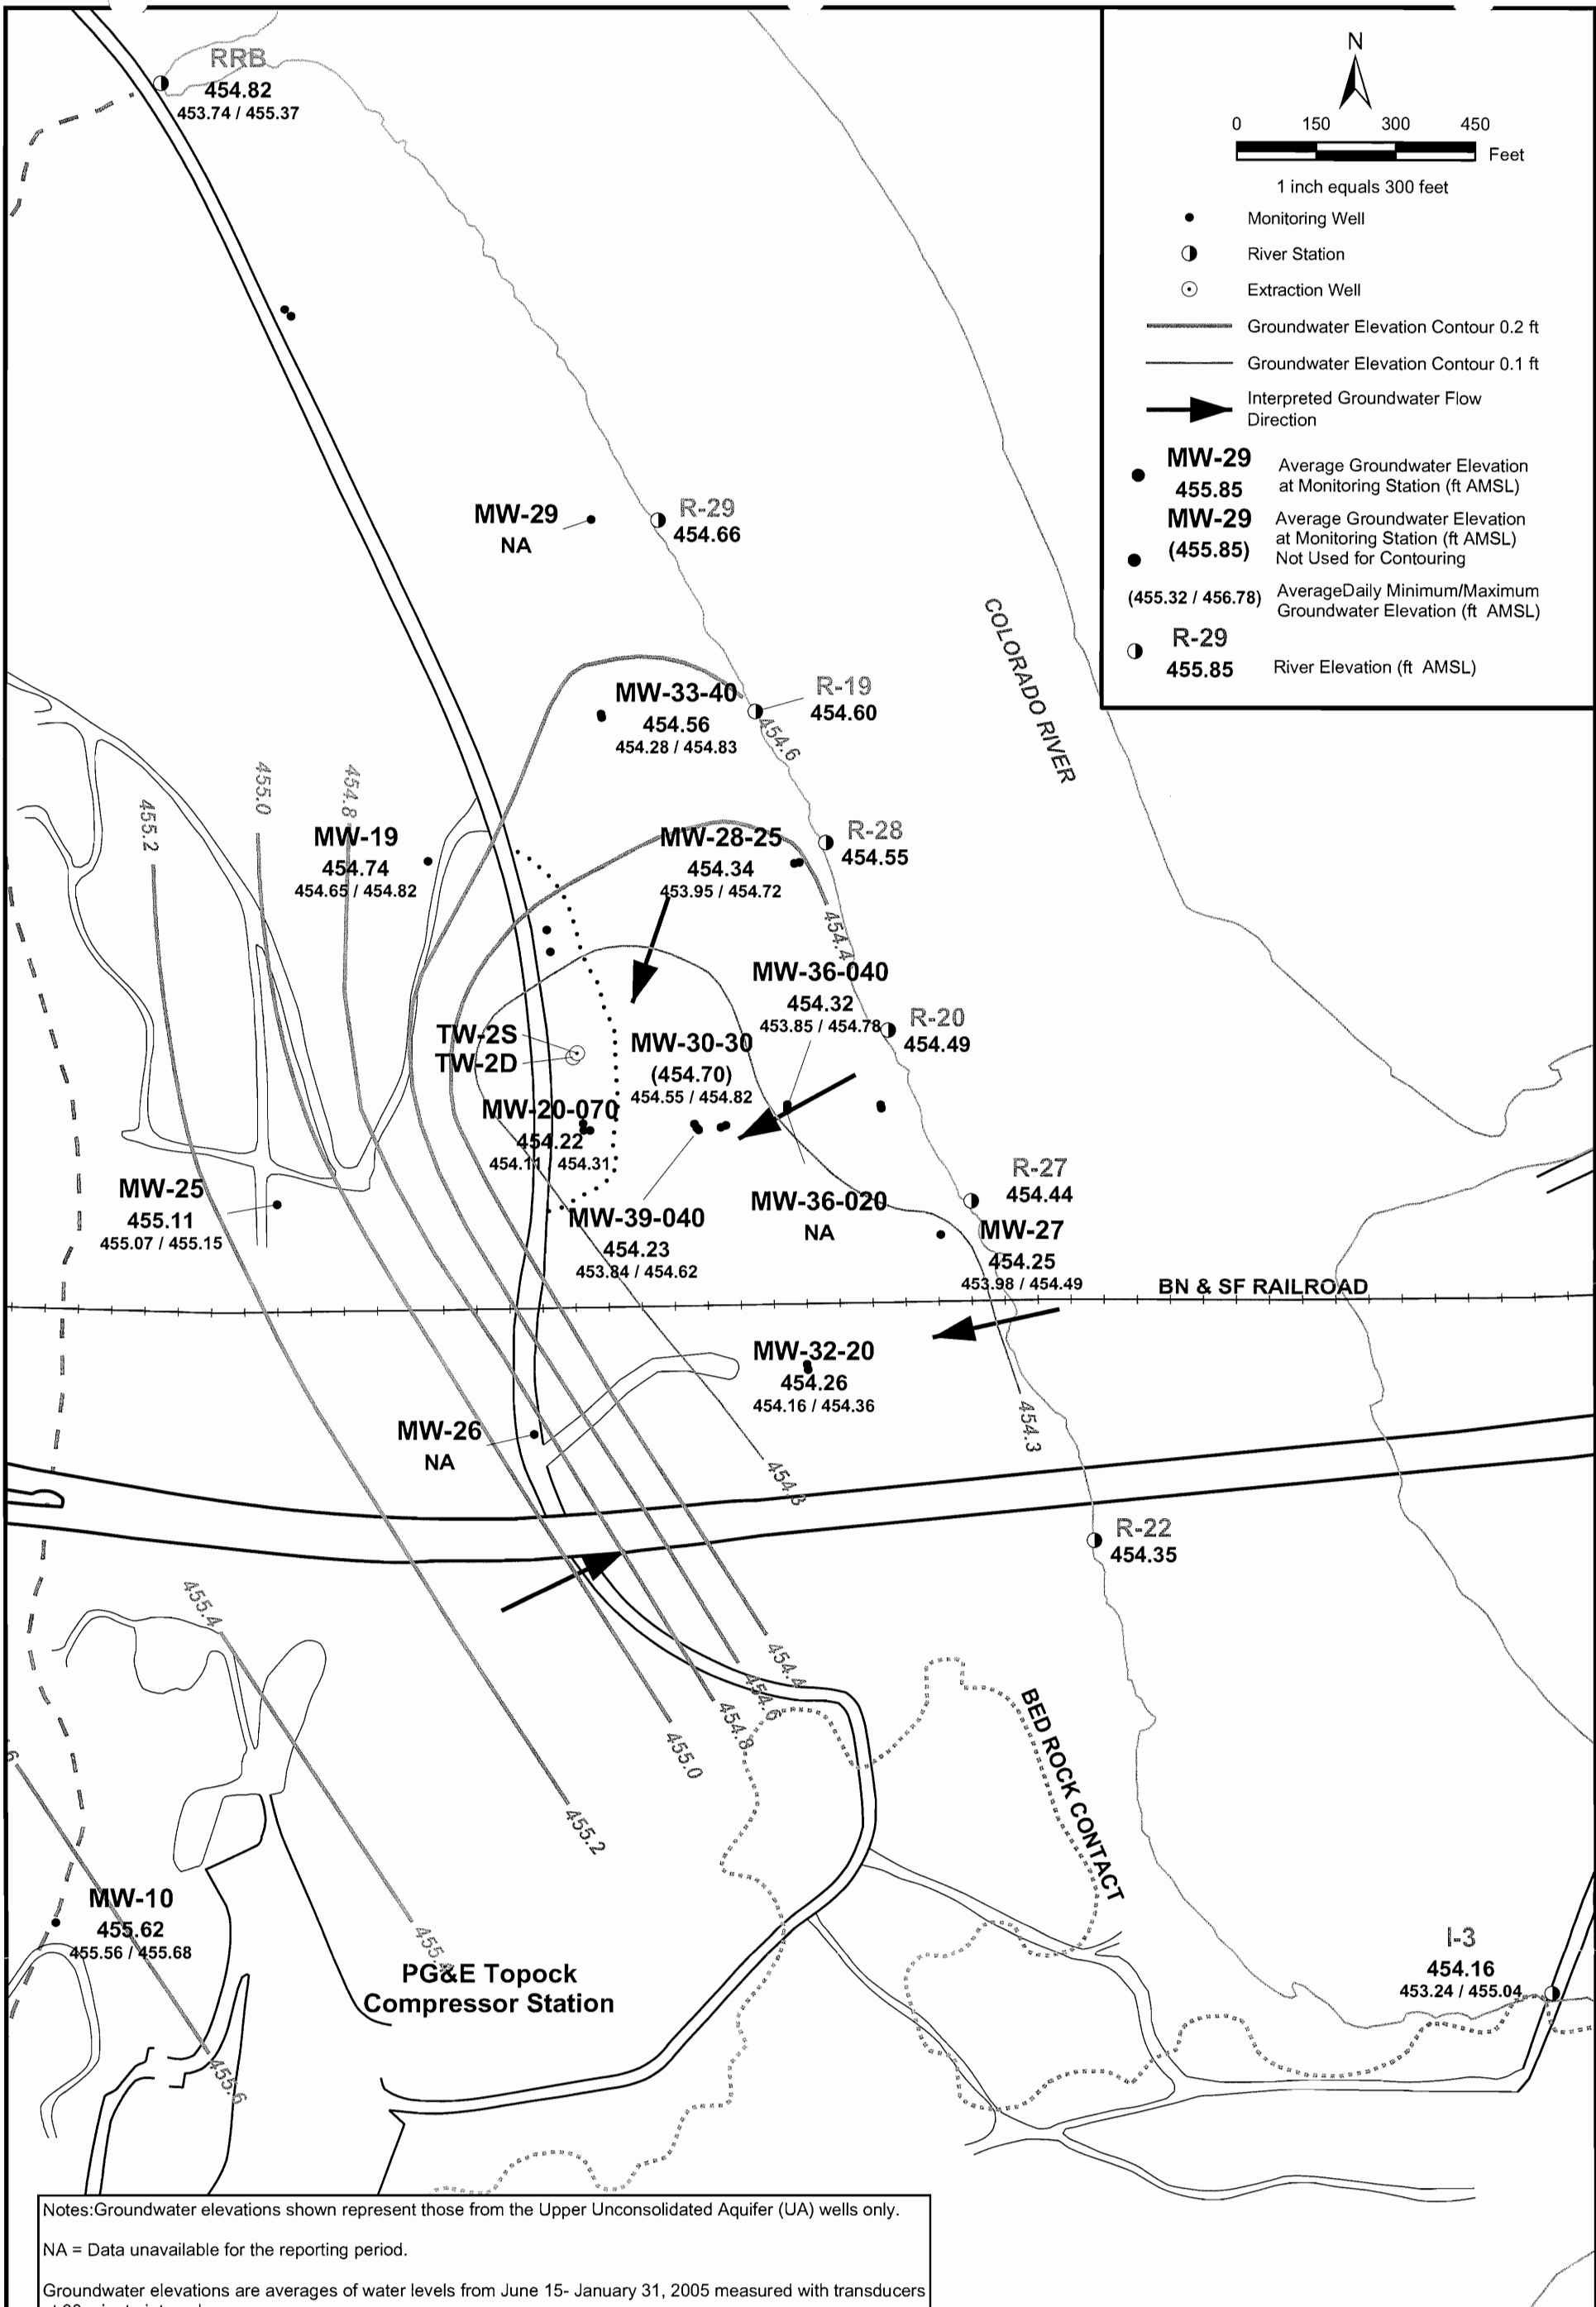 RRB
454.82
453.74 / 455.37
N
0 150 300 450
Feet
1 inch equals 300 feet
Monitoring Well
River Station
Extraction Well
Groundwater Elevation Contour 0.2 ft
Groundwater Elevation Contour 0.1 ft
Interpreted Groundwater Flow
Direction
MW-29
455.85
Average Groundwater Elevation
at Monitoring Station (ft AMSL)
MW-29
(455.85)
Average Groundwater Elevation
at Monitoring Station (ft AMSL)
Not Used for Contouring
(455.32 / 456.78)
AverageDaily Minimum/Maximum
Groundwater Elevation (ft AMSL)
R-29
455.85
River Elevation (ft AMSL)
MW-29
NA
R-29
454.66
COLORADO RIVER
MW-33-40
454.56
454.28 / 454.83
R-19
454.60
454.6
455.2
455.0
454.8
MW-19
454.74
454.65 / 454.82
MW-28-25
454.34
453.95 / 454.72
R-28
454.55
454.4
MW-36-040
454.32
453.85 / 454.78
R-20
454.49
TW-2S
TW-2D
MW-30-30
(454.70)
454.55 / 454.82
MW-20-070
454.22
454.11 / 454.31
MW-25
455.11
455.07 / 455.15
MW-39-040
454.23
453.84 / 454.62
MW-36-020
NA
R-27
454.44
MW-27
454.25
453.98 / 454.49
BN & SF RAILROAD
MW-32-20
454.26
454.16 / 454.36
MW-26
NA
454.3
454.3
R-22
454.35
455.4
454.4
454.6
454.8
455.0
455.2
BED ROCK CONTACT
6
MW-10
455.62
455.56 / 455.68
455.4
PG&E Topock
Compressor Station
I-3
454.16
453.24 / 455.04
455.6
Notes:Groundwater elevations shown represent those from the Upper Unconsolidated Aquifer (UA) wells only.
NA = Data unavailable for the reporting period.
Groundwater elevations are averages of water levels from June 15- January 31, 2005 measured with transducers